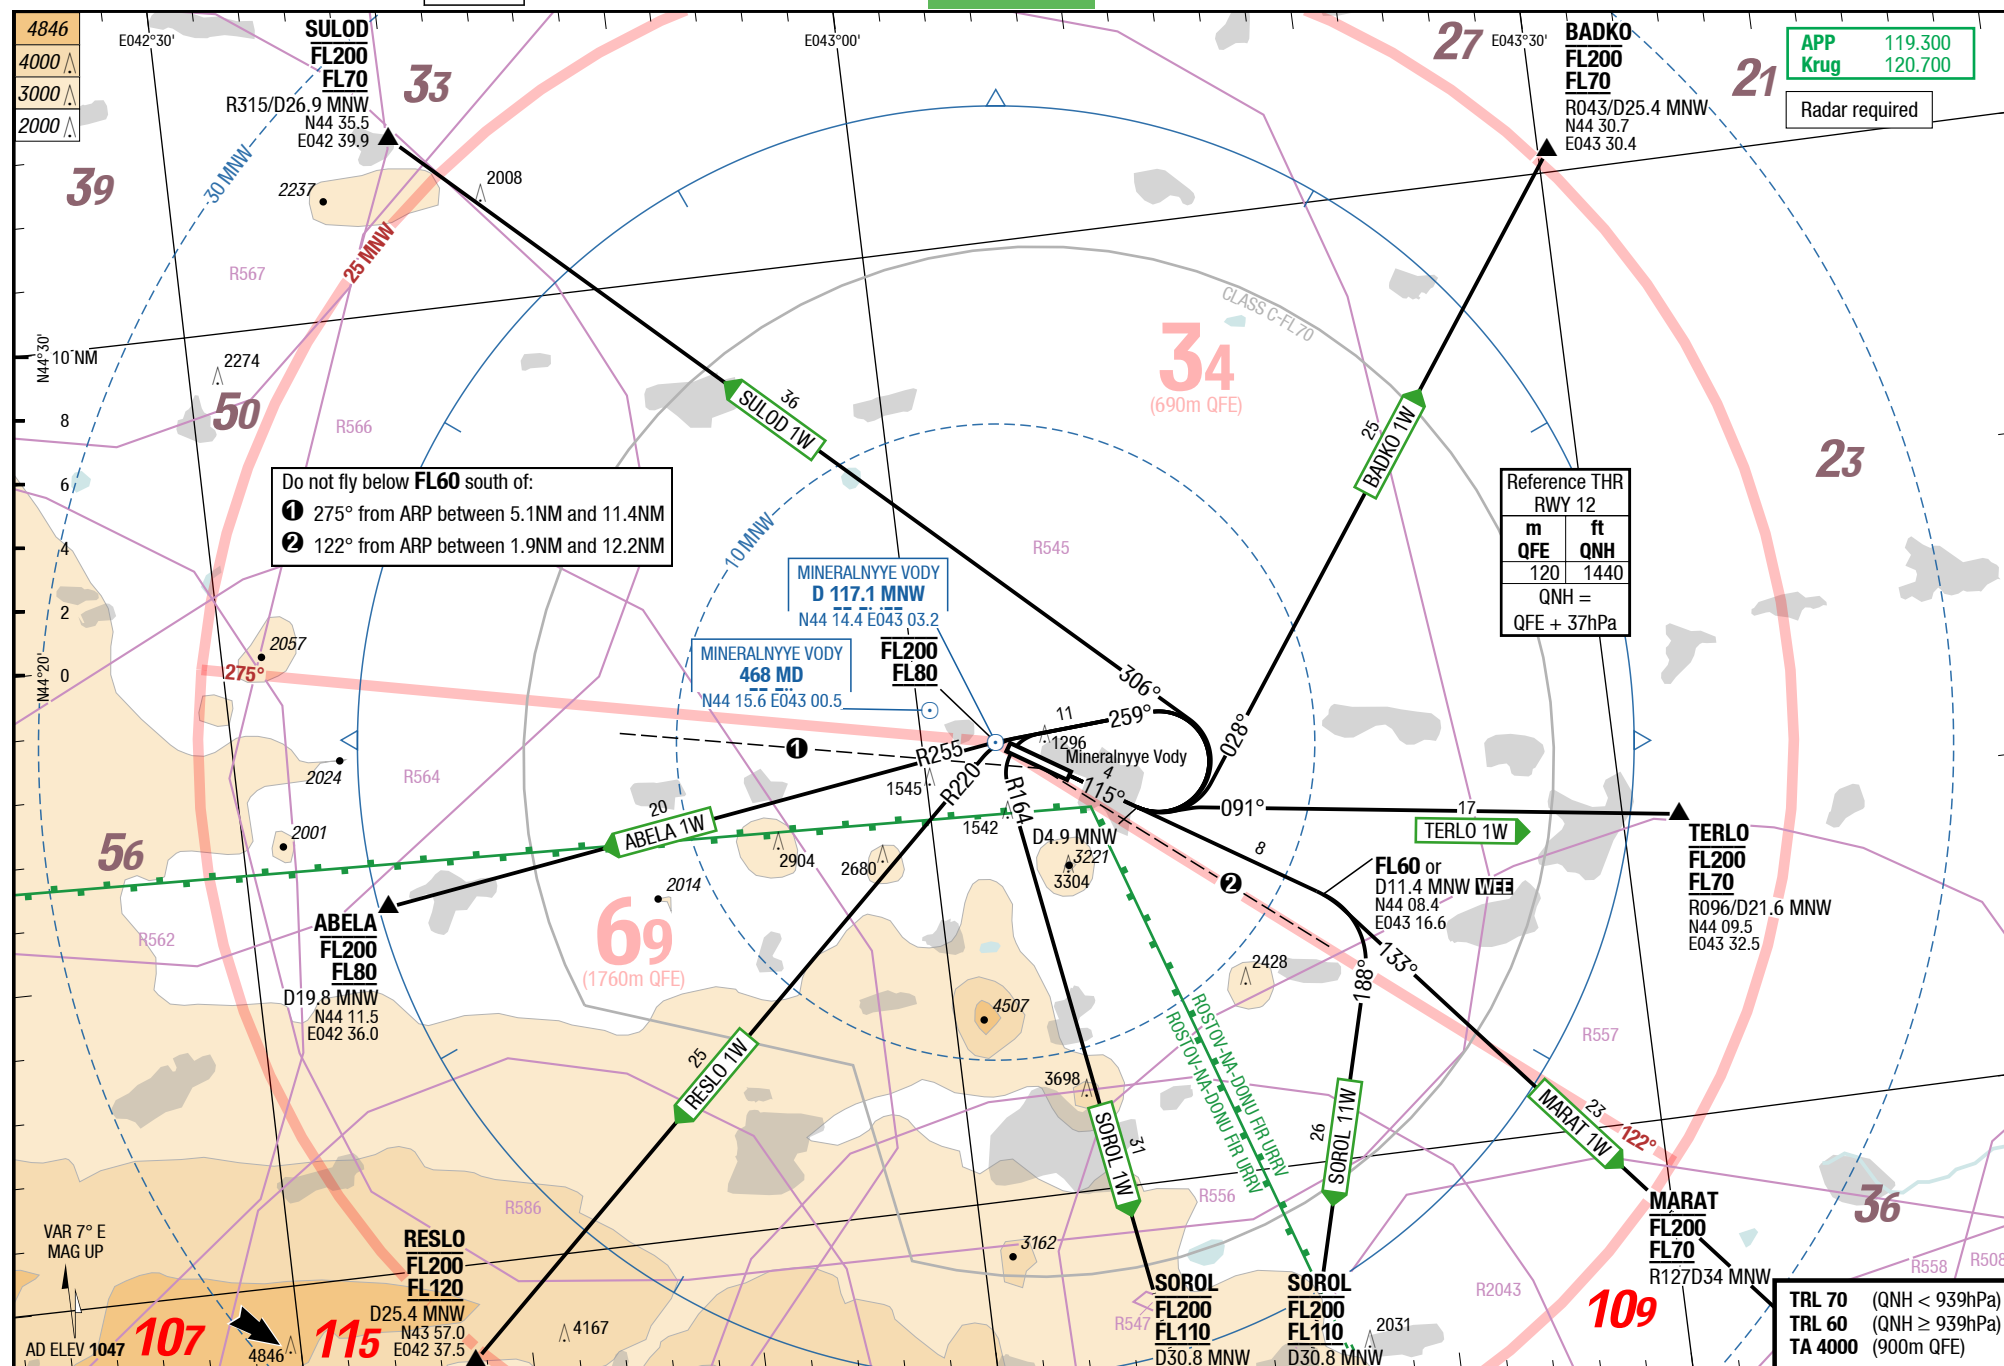 4846
4000
3000
2000
E042°30'
SULOD
FL200
FL70
R315/D26.9 MNW
N44 35.5
E042 39.9
33
E043°00'
27
E043°30'
BADKO
FL200
FL70
R043/D25.4 MNW
N44 30.7
E043 30.4
21
APP 119.300
Krug 120.700
Radar required
39
30 MNW
2237
2008
25 MNW
R567
CLASS C-FL70
34
(690m QFE)
N44°30'
10 NM
8
6
4
2
0
N44°20'
2274
50
R566
36
SULOD 1W
25
BADKO 1W
23
Do not fly below FL60 south of:
1 275° from ARP between 5.1NM and 11.4NM
2 122° from ARP between 1.9NM and 12.2NM
Reference THR
RWY 12
m ft
QFE QNH
120 1440
QNH =
QFE + 37hPa
10 MNW
R545
MINERALNYYE VODY
D 117.1 MNW
N44 14.4 E043 03.2
MINERALNYYE VODY
468 MD
N44 15.6 E043 00.5
FL200
FL80
2057
275°
306°
11
259°
028°
1296
Mineralnyye Vody
4
115°
1
R255
R220
R164
1545
2024
R564
20
ABELA 1W
1542
D4.9 MNW
3221
3304
091°
17
TERLO 1W
TERLO
FL200
FL70
R096/D21.6 MNW
N44 09.5
E043 32.5
2001
56
2904
2680
2014
8
2
FL60 or
D11.4 MNW WEE
N44 08.4
E043 16.6
ABELA
FL200
FL80
D19.8 MNW
N44 11.5
E042 36.0
R562
69
(1760m QFE)
133°
188°
2428
4507
ROSTOV-NA-DONU FIR URRV
ROSTOV-NA-DONU FIR URRV
R557
25
RESLO 1W
3698
SOROL 1W
31
26
SOROL 11W
23
MARAT 1W
122°
R586
R556
3162
36
MARAT
FL200
FL70
R127D34 MNW
VAR 7° E
MAG UP
RESLO
FL200
FL120
D25.4 MNW
N43 57.0
E042 37.5
SOROL
FL200
FL110
D30.8 MNW
SOROL
FL200
FL110
D30.8 MNW
R547
2031
R2043
109
R558
R508
AD ELEV 1047
107
4846
115
4167
TRL 70 (QNH < 939hPa)
TRL 60 (QNH ≥ 939hPa)
TA 4000 (900m QFE)